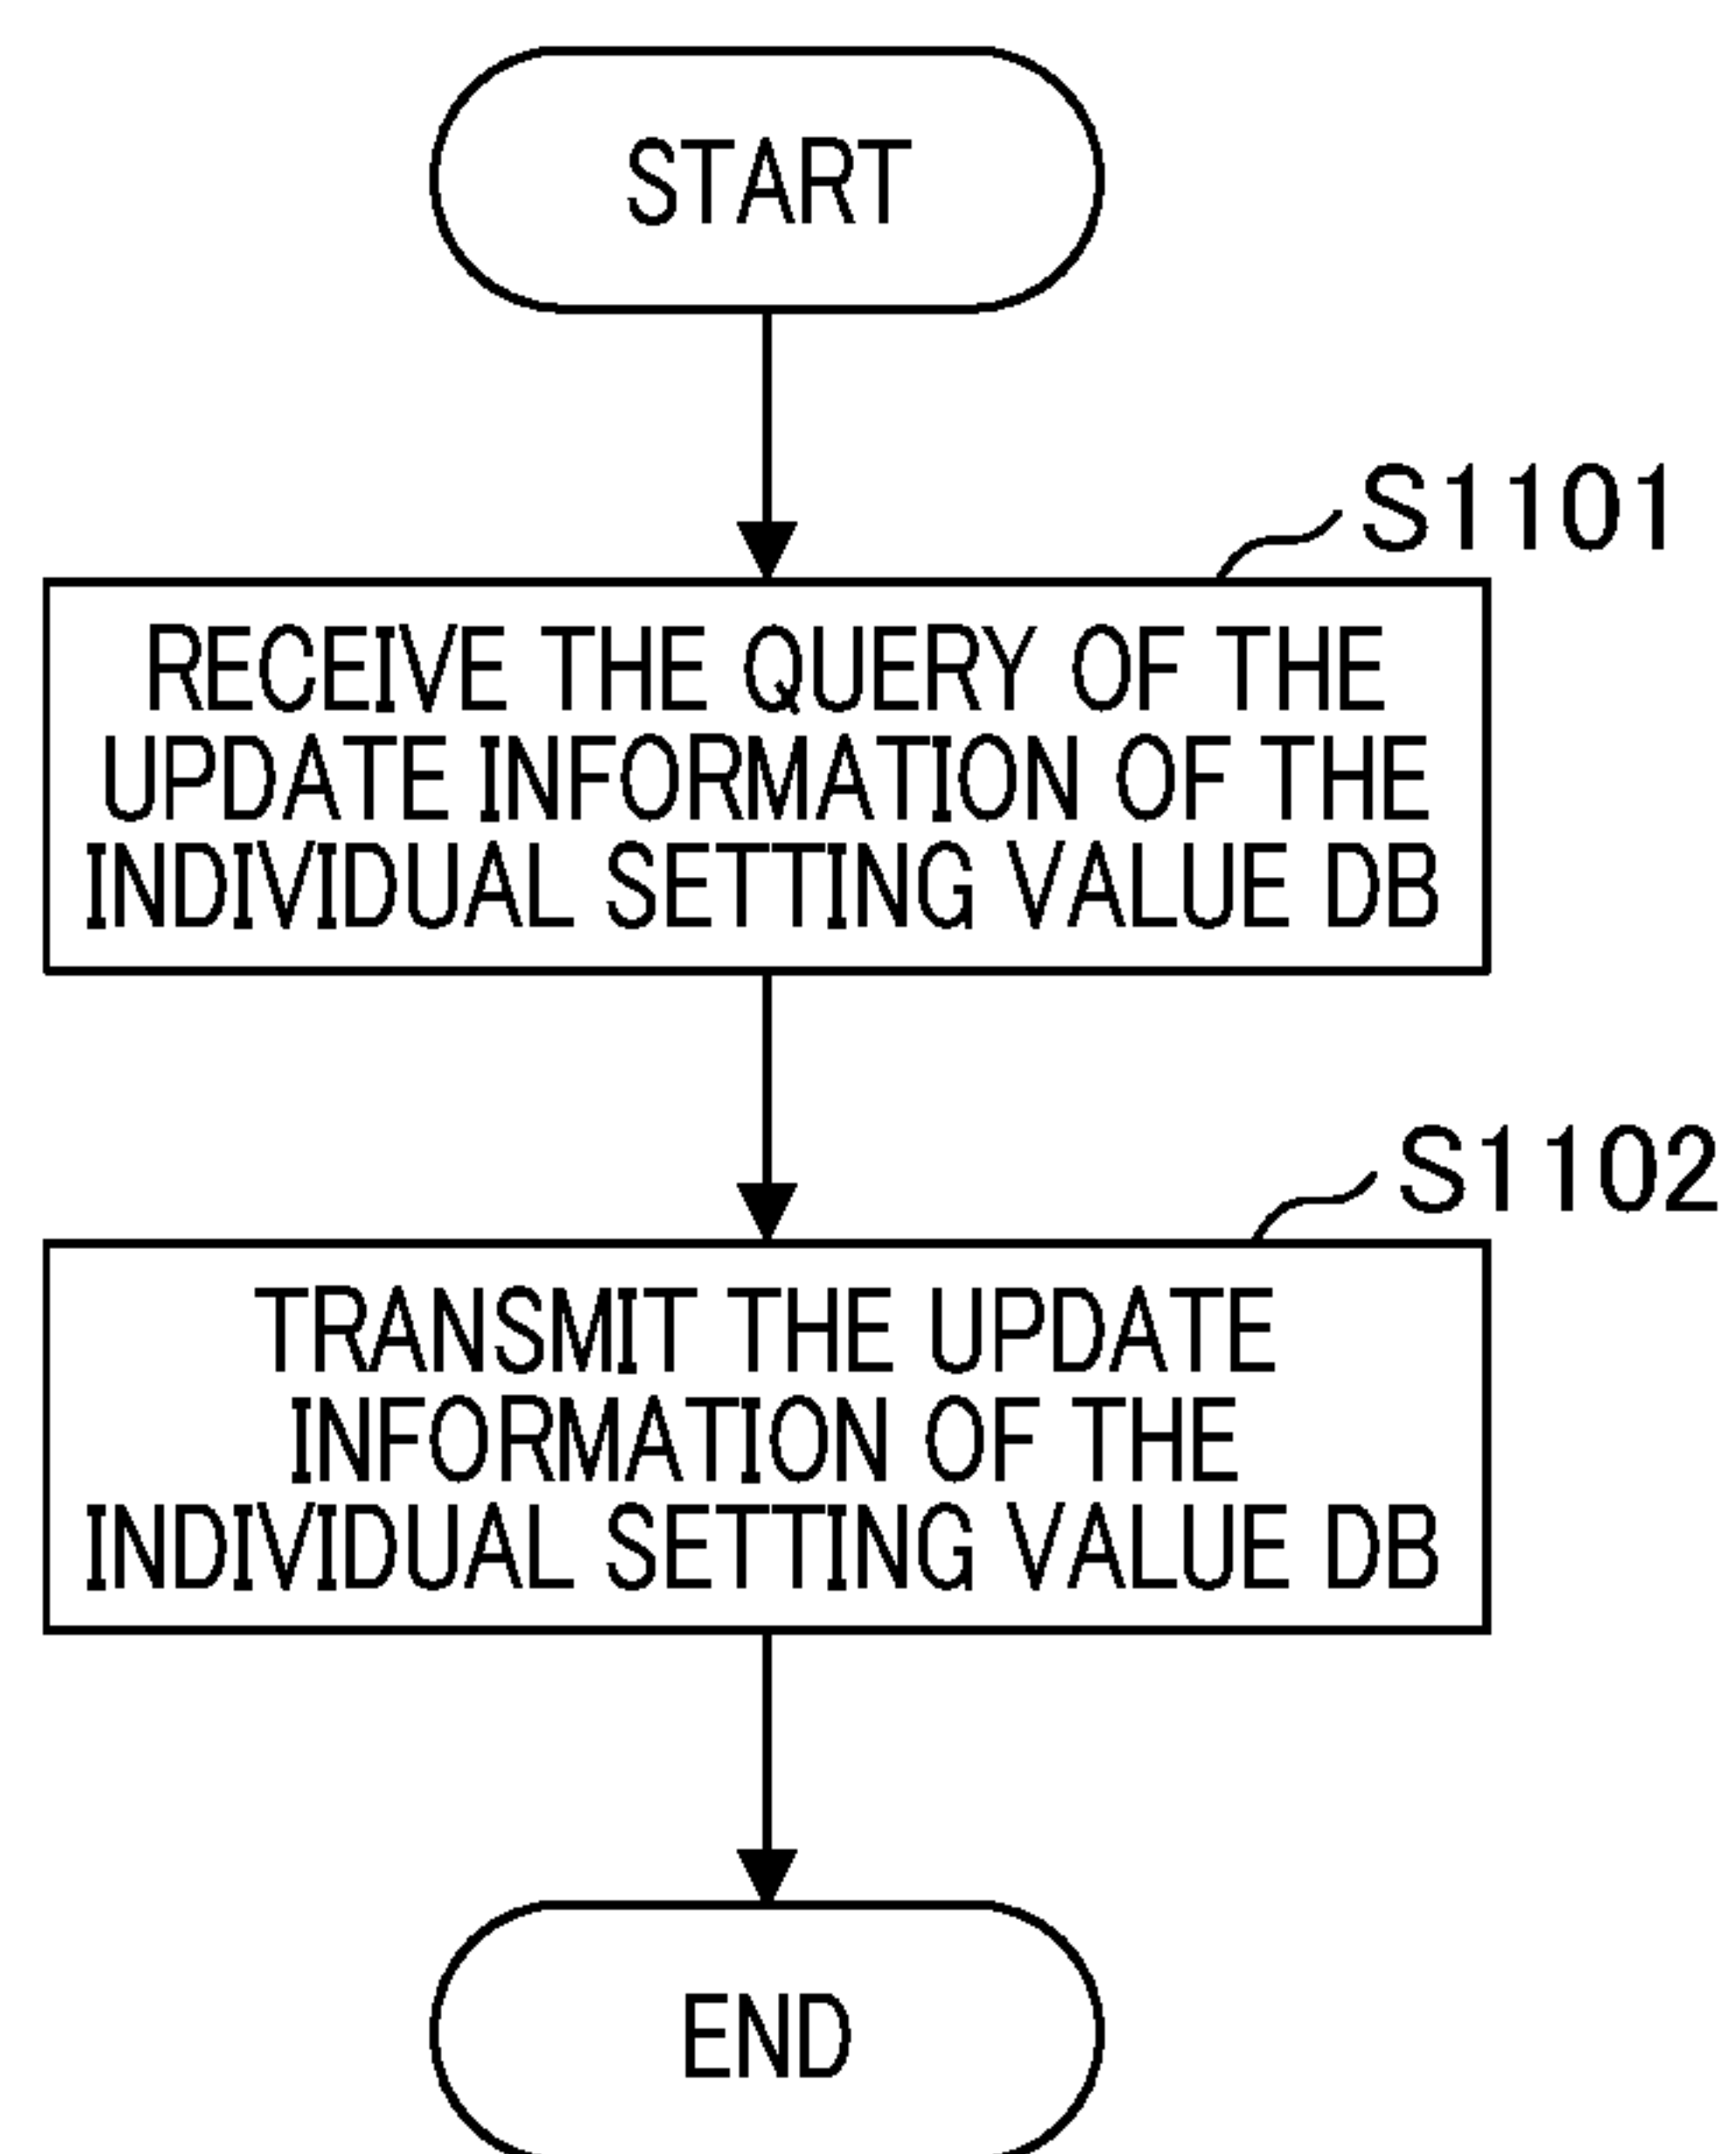 START
S1101
RECEIVE THE QUERY OF THE
UPDATE INFORMATION OF THE
INDIVIDUAL SETTING VALUE DB
S1102
TRANSMIT THE UPDATE
INFORMATION OF THE
INDIVIDUAL SETTING VALUE DB
END